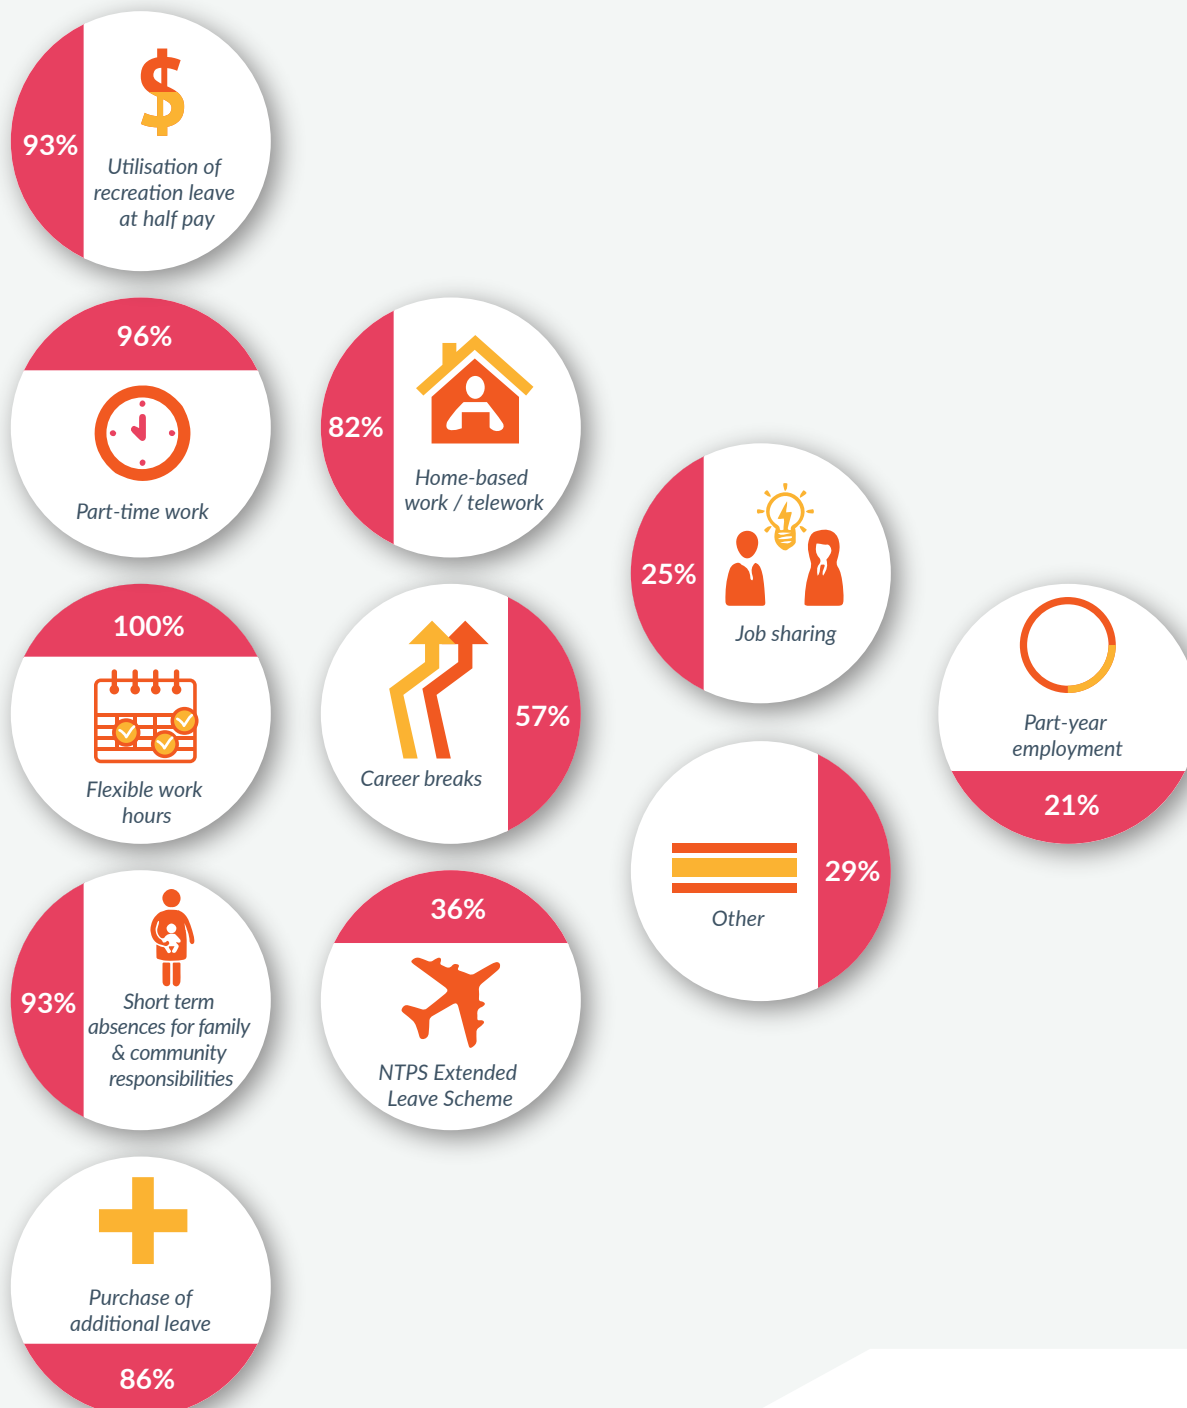 93%
Utilisation of
recreation leave
at half pay
96%
Part-time work
100%
Flexible work
hours
93%
Short term
absences for family
& community
responsibilities
Purchase of
additional leave
86%
82%
Home-based
work / telework
57%
Career breaks
36%
NTPS Extended
Leave Scheme
25%
Job sharing
29%
Other
Part-year
employment
21%